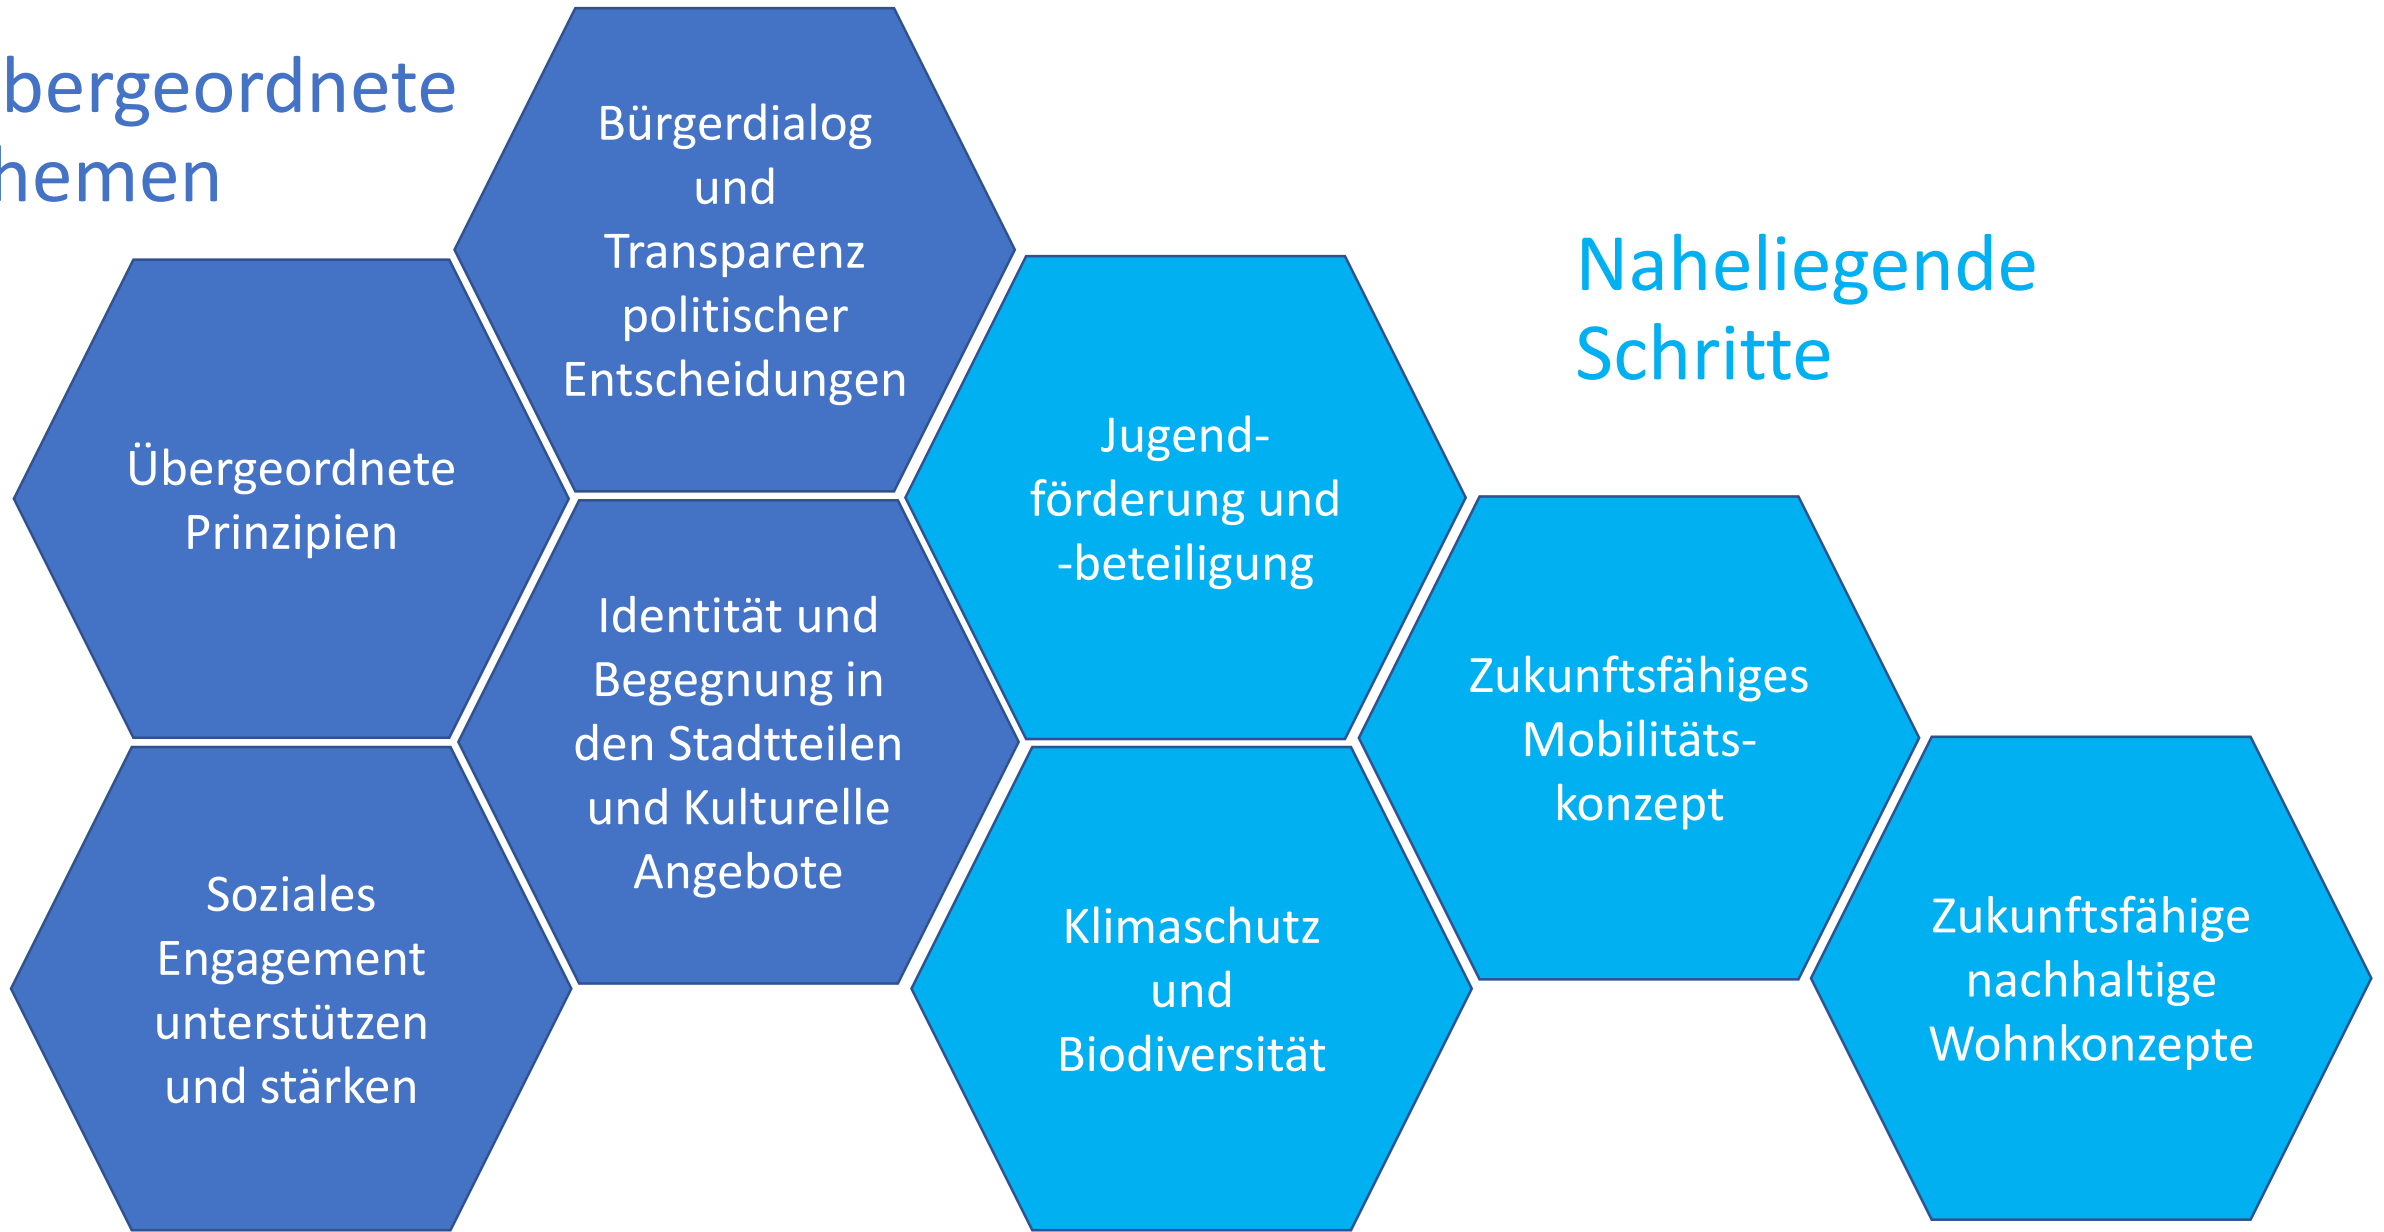 bergeordnete
hemen
Bürgerdialog
und
Transparenz
politischer
Entscheidungen
Übergeordnete
Prinzipien
Identität und
Begegnung in
den Stadtteilen
und Kulturelle
Angebote
Soziales
Engagement
unterstützen
und stärken
Naheliegende
Schritte
Jugend-
förderung und
-beteiligung
Zukunftsfähiges
Mobilitäts-
konzept
Klimaschutz
und
Biodiversität
Zukunftsfähige
nachhaltige
Wohnkonzepte